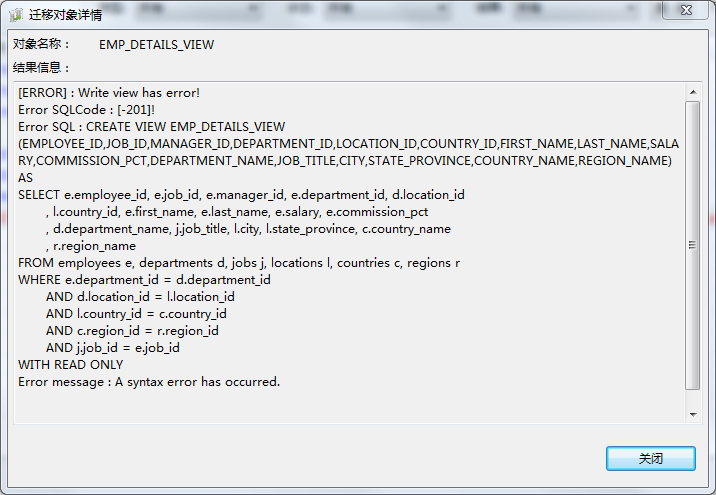 迁移对象详情
对象名称： EMP_DETAILS_VIEW
结果信息：
[ERROR] : Write view has error!
Error SQLCode : [-201]!
Error SQL : CREATE VIEW EMP_DETAILS_VIEW
(EMPLOYEE_ID,JOB_ID,MANAGER_ID,DEPARTMENT_ID,LOCATION_ID,COUNTRY_ID,FIRST_NAME,LAST_NAME,SALA
RY,COMMISSION_PCT,DEPARTMENT_NAME,JOB_TITLE,CITY,STATE_PROVINCE,COUNTRY_NAME,REGION_NAME)
AS
SELECT e.employee_id, e.job_id, e.manager_id, e.department_id, d.location_id
, l.country_id, e.first_name, e.last_name, e.salary, e.commission_pct
, d.department_name, j.job_title, l.city, l.state_province, c.country_name
, r.region_name
FROM employees e, departments d, jobs j, locations l, countries c, regions r
WHERE e.department_id = d.department_id
AND d.location_id = l.location_id
AND l.country_id = c.country_id
AND c.region_id = r.region_id
AND j.job_id = e.job_id
WITH READ ONLY
Error message : A syntax error has occurred.
关闭